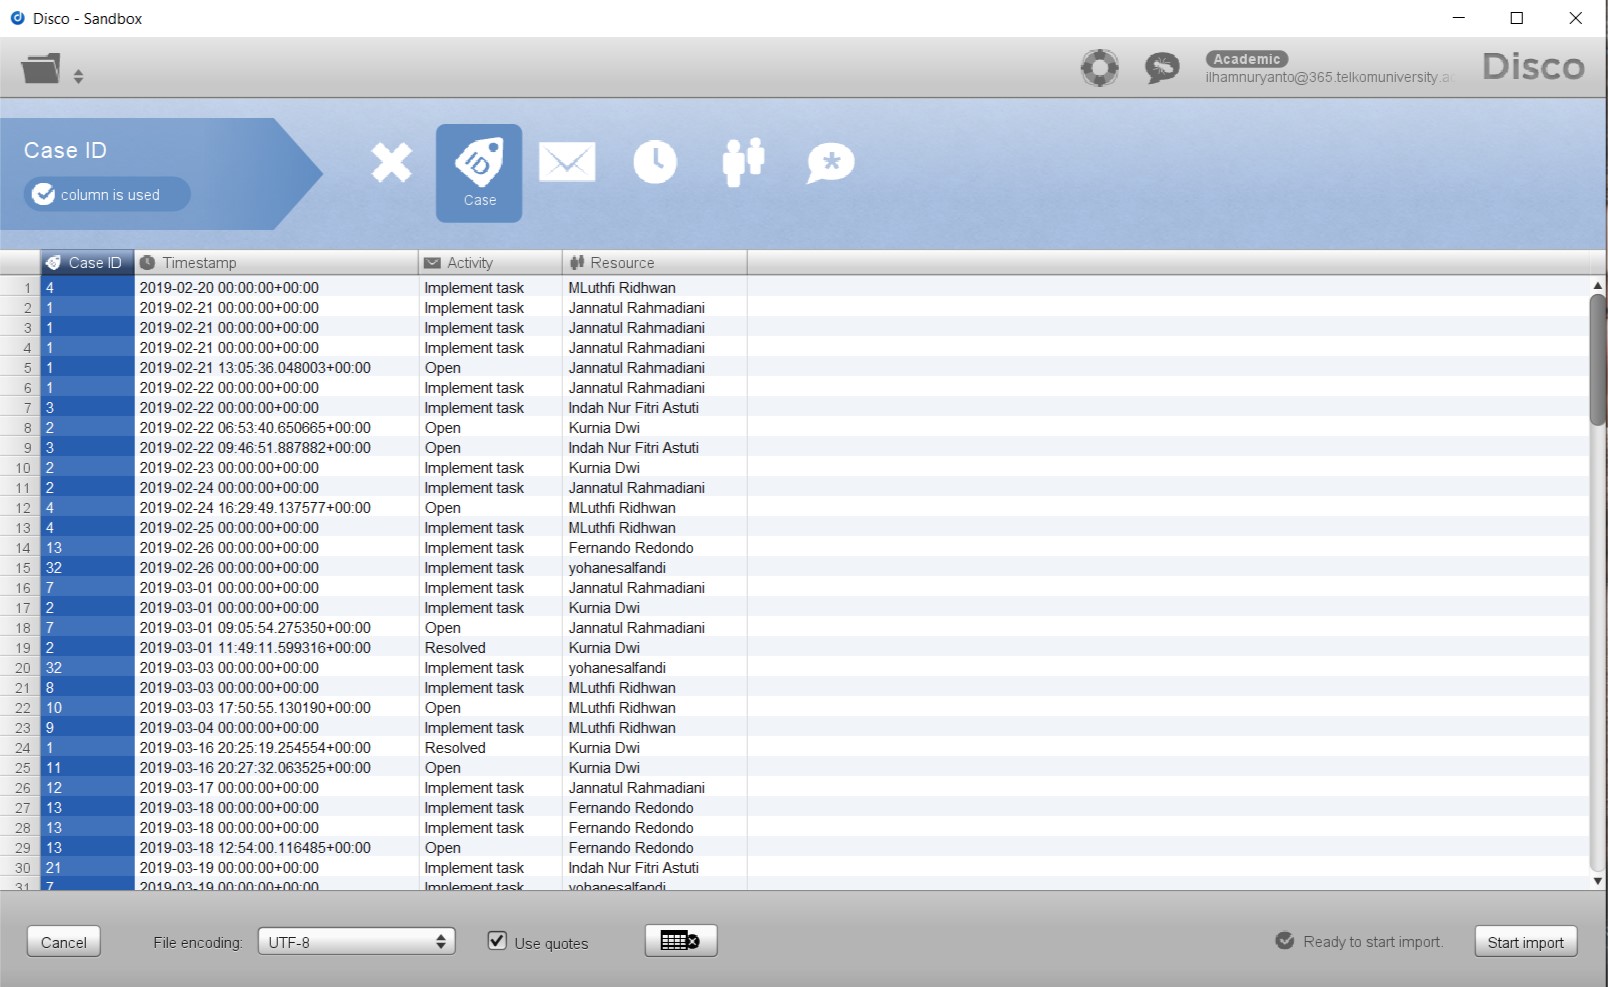 Disco - Sandbox
Academic
ilhamnuryanto@365.telkomuniversity.ac
Disco
Case ID
column is used
ID
Case
Case ID Timestamp Activity Resource
1 4 2019-02-20 00:00:00+00:00 Implement task MLuthfi Ridhwan
2 1 2019-02-21 00:00:00+00:00 Implement task Jannatul Rahmadiani
3 1 2019-02-21 00:00:00+00:00 Implement task Jannatul Rahmadiani
4 1 2019-02-21 00:00:00+00:00 Implement task Jannatul Rahmadiani
5 1 2019-02-21 13:05:36.048003+00:00 Open Jannatul Rahmadiani
6 1 2019-02-22 00:00:00+00:00 Implement task Jannatul Rahmadiani
7 3 2019-02-22 00:00:00+00:00 Implement task Indah Nur Fitri Astuti
8 2 2019-02-22 06:53:40.650665+00:00 Open Kurnia Dwi
9 3 2019-02-22 09:46:51.887882+00:00 Open Indah Nur Fitri Astuti
10 2 2019-02-23 00:00:00+00:00 Implement task Kurnia Dwi
11 2 2019-02-24 00:00:00+00:00 Implement task Jannatul Rahmadiani
12 4 2019-02-24 16:29:49.137577+00:00 Open MLuthfi Ridhwan
13 4 2019-02-25 00:00:00+00:00 Implement task MLuthfi Ridhwan
14 13 2019-02-26 00:00:00+00:00 Implement task Fernando Redondo
15 32 2019-02-26 00:00:00+00:00 Implement task yohanesalfandi
16 7 2019-03-01 00:00:00+00:00 Implement task Jannatul Rahmadiani
17 2 2019-03-01 00:00:00+00:00 Implement task Kurnia Dwi
18 7 2019-03-01 09:05:54.275350+00:00 Open Jannatul Rahmadiani
19 2 2019-03-01 11:49:11.599316+00:00 Resolved Kurnia Dwi
20 32 2019-03-03 00:00:00+00:00 Implement task yohanesalfandi
21 8 2019-03-03 00:00:00+00:00 Implement task MLuthfi Ridhwan
22 10 2019-03-03 17:50:55.130190+00:00 Open MLuthfi Ridhwan
23 9 2019-03-04 00:00:00+00:00 Implement task MLuthfi Ridhwan
24 1 2019-03-16 20:25:19.254554+00:00 Resolved Kurnia Dwi
25 11 2019-03-16 20:27:32.063525+00:00 Open Kurnia Dwi
26 12 2019-03-17 00:00:00+00:00 Implement task Jannatul Rahmadiani
27 13 2019-03-18 00:00:00+00:00 Implement task Fernando Redondo
28 13 2019-03-18 00:00:00+00:00 Implement task Fernando Redondo
29 13 2019-03-18 12:54:00.116485+00:00 Open Fernando Redondo
30 21 2019-03-19 00:00:00+00:00 Implement task Indah Nur Fitri Astuti
31 7 2019-03-19 00:00:00+00:00 Implement task yohanesalfandi
Cancel File encoding: UTF-8 Use quotes Ready to start import. Start import